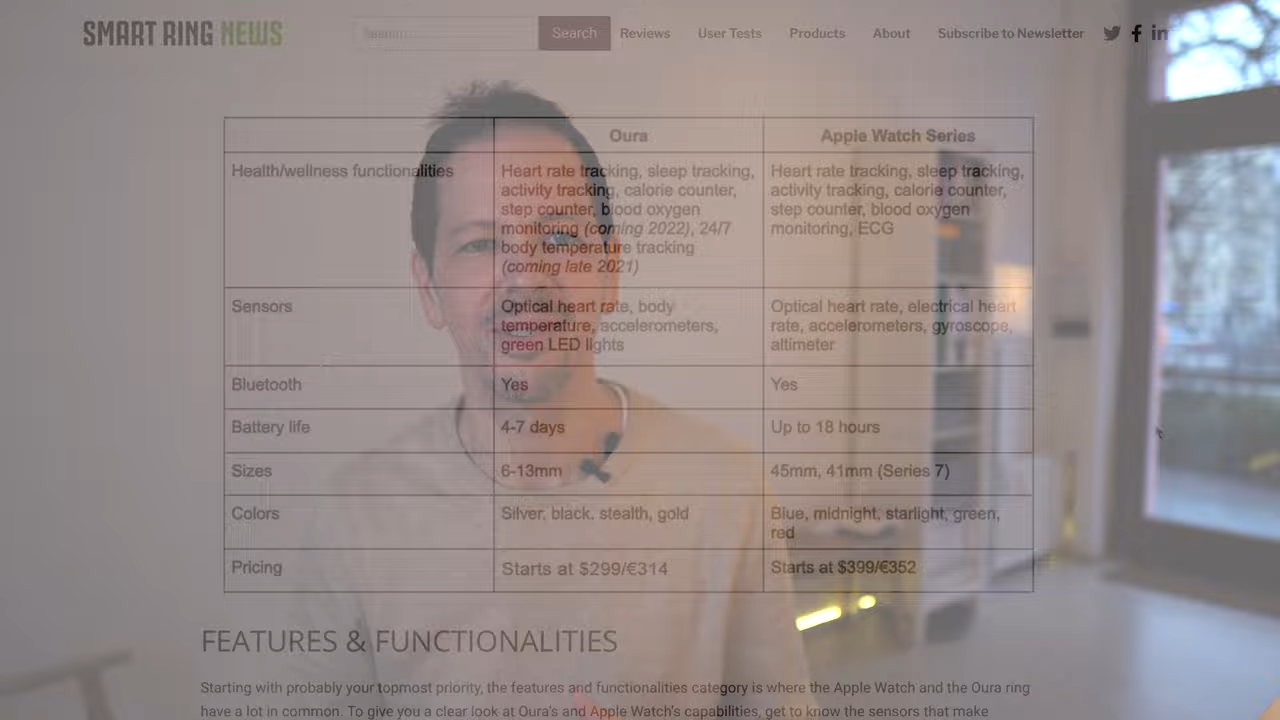 SMART RING NEWS
Search...
Search
Reviews
User Tests
Products
About
Subscribe to Newsletter
Oura
Apple Watch Series
Health/wellness functionalities
Heart rate tracking, sleep tracking,
activity tracking, calorie counter,
step counter, blood oxygen
monitoring (coming 2022), 24/7
body temperature tracking
(coming late 2021)
Heart rate tracking, sleep tracking,
activity tracking, calorie counter,
step counter, blood oxygen
monitoring, ECG
Sensors
Optical heart rate, body
temperature, accelerometers,
green LED lights
Optical heart rate, electrical heart
rate, accelerometers, gyroscope,
altimeter
Bluetooth
Yes
Yes
Battery life
4-7 days
Up to 18 hours
Sizes
6-13mm
45mm, 41mm (Series 7)
Colors
Silver, black. stealth, gold
Blue, midnight, starlight, green,
red
Pricing
Starts at $299/€314
Starts at $399/€352
FEATURES & FUNCTIONALITIES
Starting with probably your topmost priority, the features and functionalities category is where the Apple Watch and the Oura ring
have a lot in common. To give you a clear look at Oura's and Apple Watch's capabilities, get to know the sensors that make